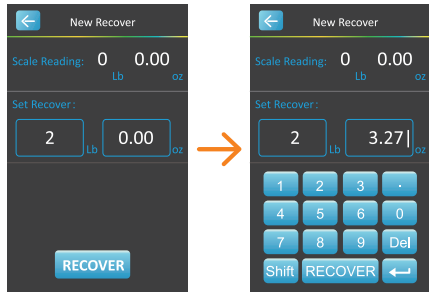 New Recover
Scale Reading: 0 0.00
Lb oz
Set Recover:
2 Lb 0.00 oz
RECOVER
New Recover
Scale Reading: 0 0.00
Lb oz
Set Recover:
2 Lb 3.27 oz
1 2 3 .
4 5 6 0
7 8 9 Del
Shift RECOVER